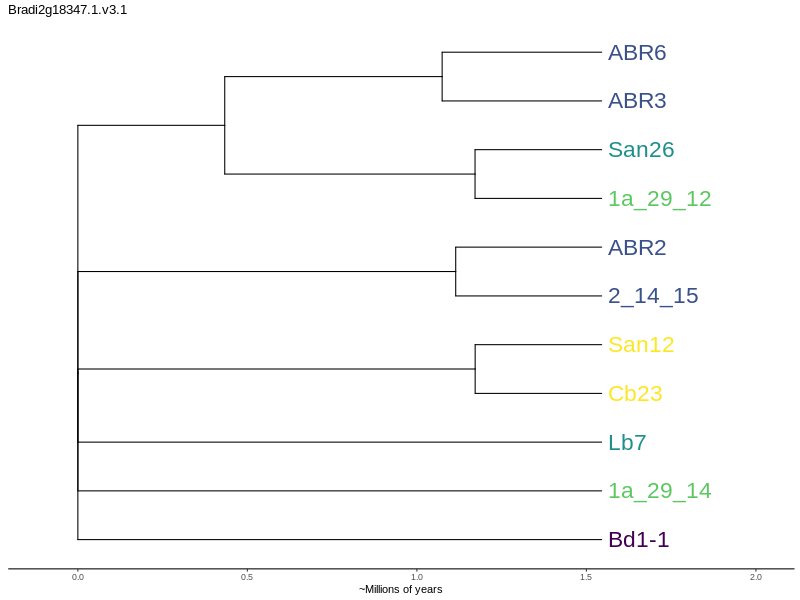 Bradi2g18347.1.v3.1
ABR6
ABR3
San26
1a_29_12
ABR2
2_14_15
San12
Cb23
Lb7
1a_29_14
Bd1-1
0.0 0.5 1.0 1.5 2.0
~Millions of years